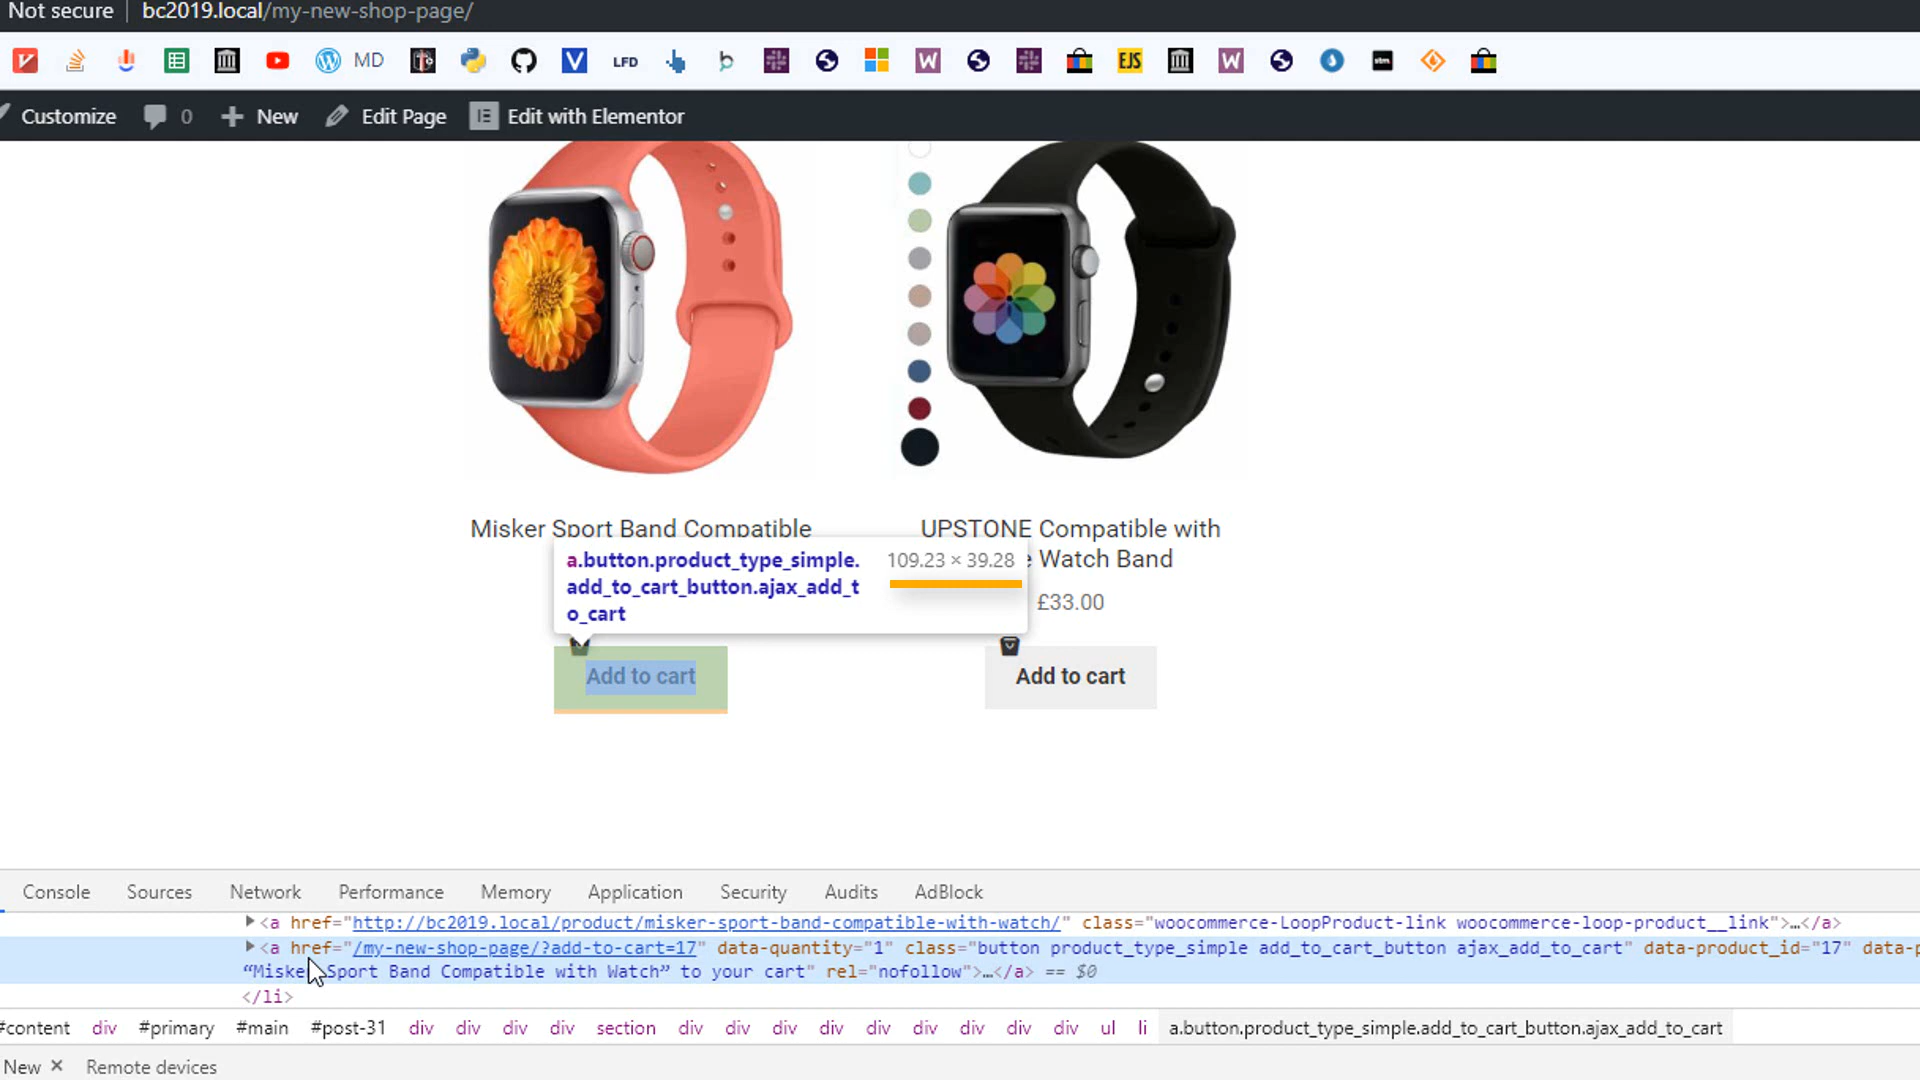 Not secure bc2019.local/my-new-shop-page/
MD LFD EJS
Customize 0 New Edit Page Edit with Elementor
Misker Sport Band Compatible
UPSTONE Compatible with
Watch Band
£33.00
a.button.product_type_simple. 109.23 × 39.28
add_to_cart_button.ajax_add_t
o_cart
Add to cart
Add to cart
Console Sources Network Performance Memory Application Security Audits AdBlock
<a href="http://bc2019.local/product/misker-sport-band-compatible-with-watch/" class="woocommerce-LoopProduct-link woocommerce-loop-product__link">…</a>
<a href="/my-new-shop-page/?add-to-cart=17" data-quantity="1" class="button product_type_simple add_to_cart_button ajax_add_to_cart" data-product_id="17" data-p
“Misker Sport Band Compatible with Watch” to your cart" rel="nofollow">…</a> == $0
</li>
#content div #primary #main #post-31 div div div div section div div div div div div div div div ul li a.button.product_type_simple.add_to_cart_button.ajax_add_to_cart
New × Remote devices